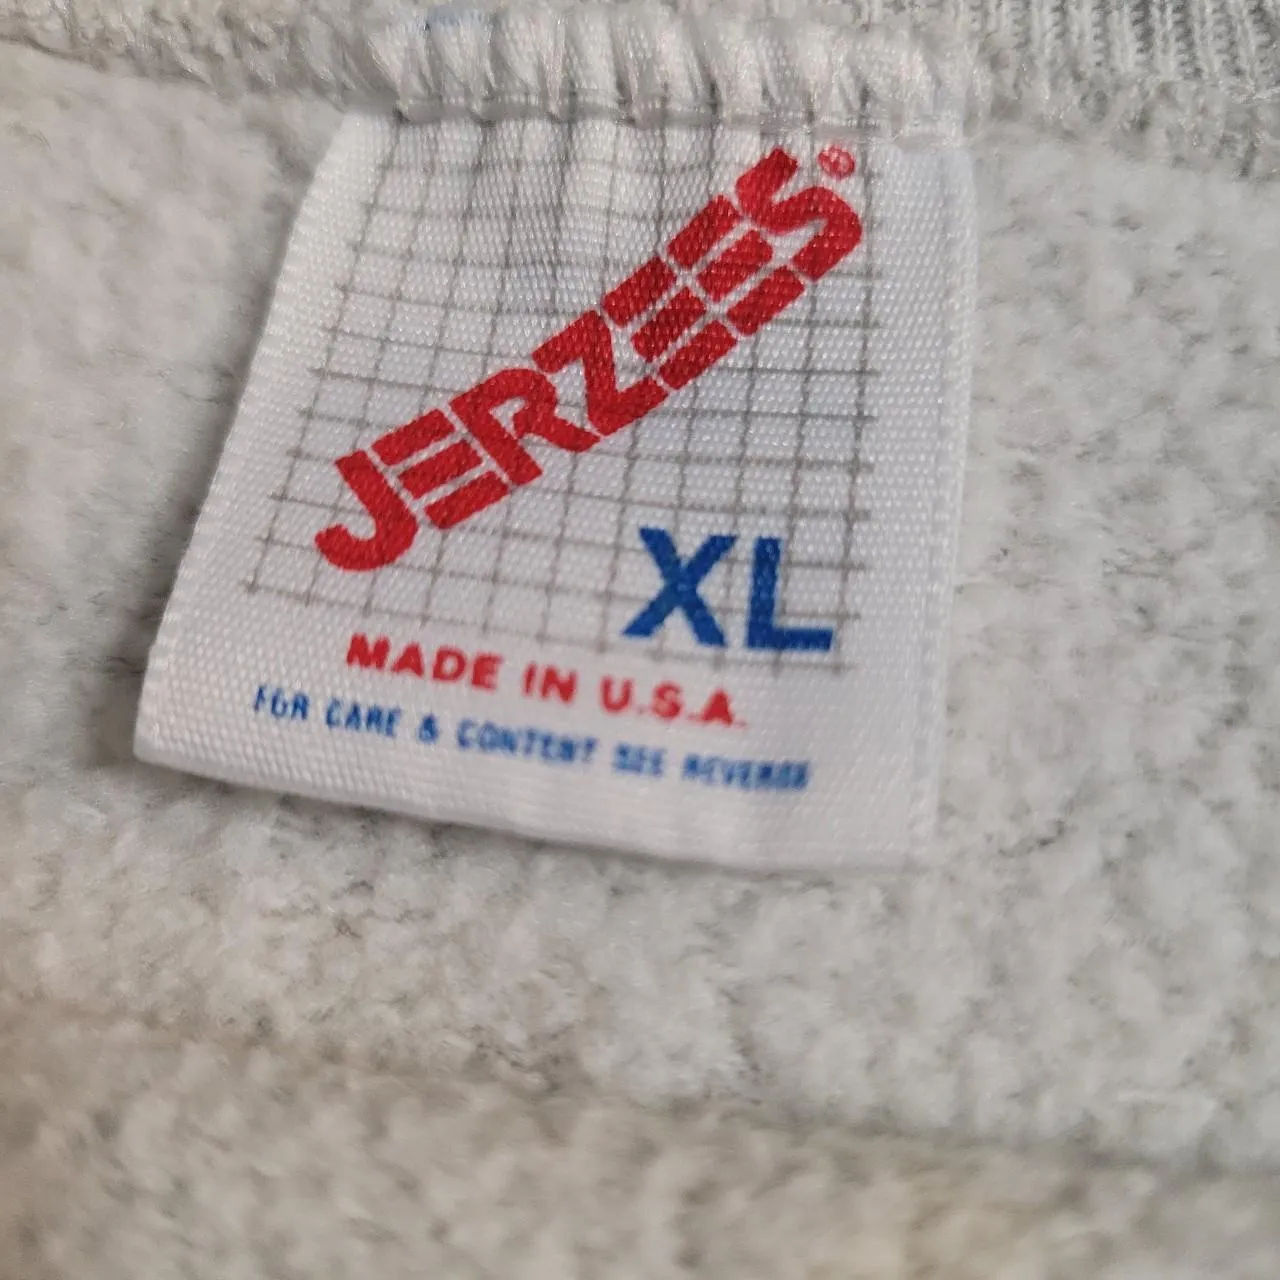 JERZEES®
XL
MADE IN U.S.A.
FOR CARE & CONTENT SEE REVERSE